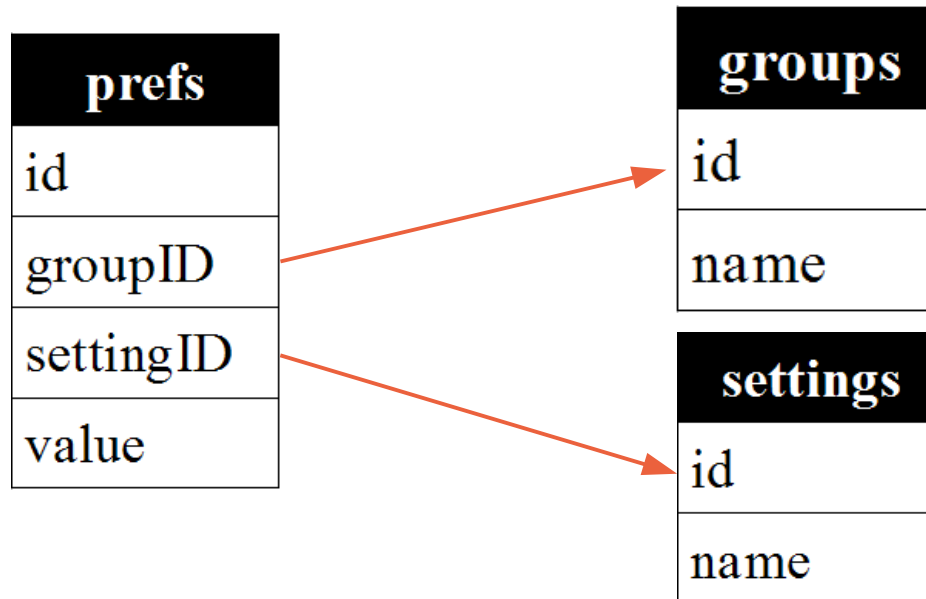 prefs
id
groupID
settingID
value
groups
id
name
settings
id
name